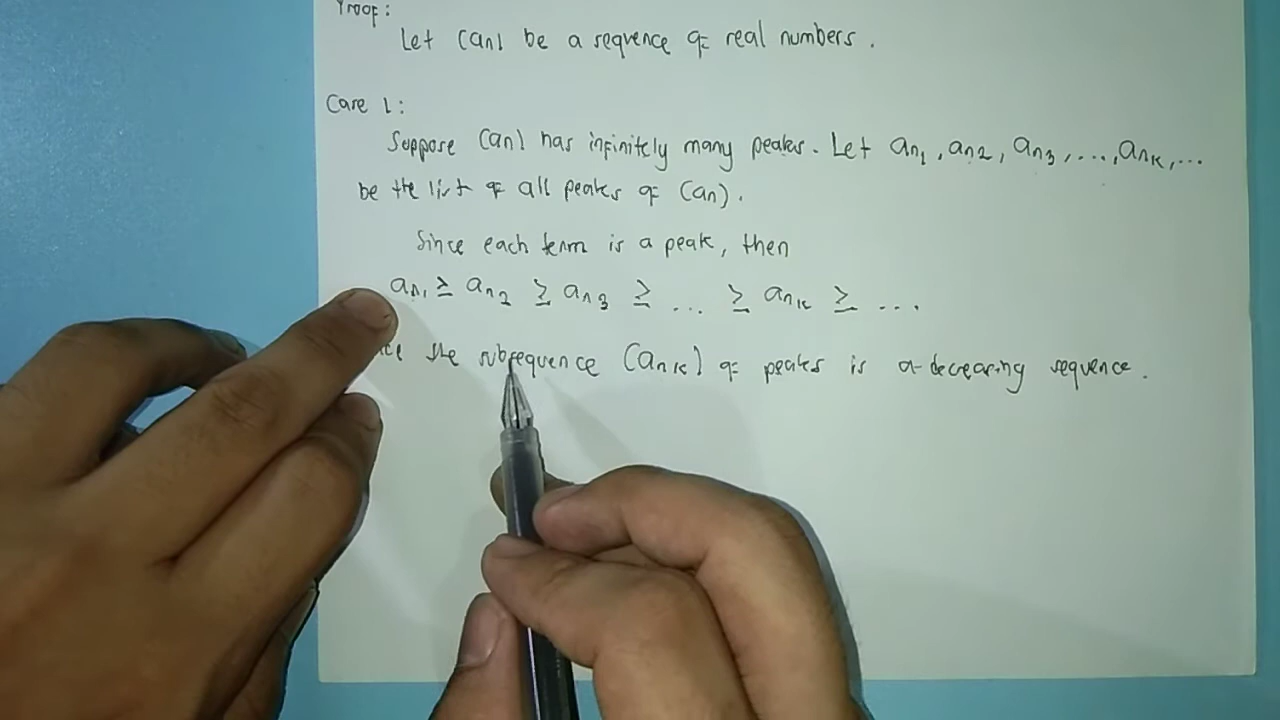 Proof:
Let (an) be a sequence of real numbers.
Case 1:
Suppose (an) has infinitely many peaks. Let an₁, an₂, an₃, ..., anₖ, ...
be the list of all peaks of (an).
Since each term is a peak, then
an₁ ≥ an₂ ≥ an₃ ≥ ... ≥ anₖ ≥ ...
the subsequence (anₖ) of peaks is a decreasing sequence.